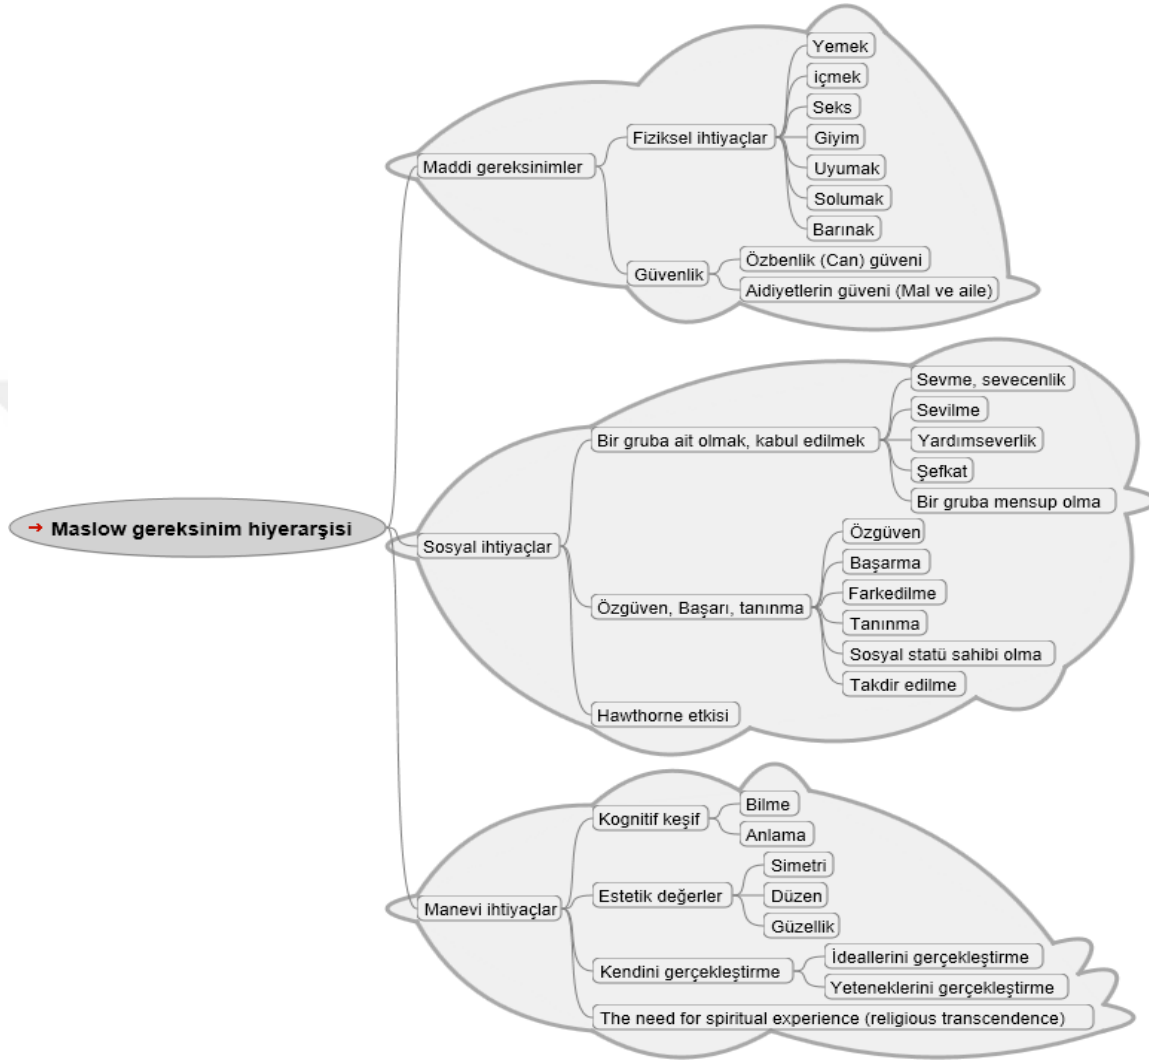 Maslow gereksinim hiyerarşisi
Maddi gereksinimler
Fiziksel ihtiyaçlar
Yemek
içmek
Seks
Giyim
Uyumak
Solumak
Barınak
Güvenlik
Özbenlik (Can) güveni
Aidiyetlerin güveni (Mal ve aile)
Sosyal ihtiyaçlar
Bir gruba ait olmak, kabul edilmek
Sevme, sevecenlik
Sevilme
Yardımseverlik
Şefkat
Bir gruba mensup olma
Özgüven, Başarı, tanınma
Özgüven
Başarma
Farkedilme
Tanınma
Sosyal statü sahibi olma
Takdir edilme
Hawthorne etkisi
Manevi ihtiyaçlar
Kognitif keşif
Bilme
Anlama
Estetik değerler
Simetri
Düzen
Güzellik
Kendini gerçekleştirme
İdeallerini gerçekleştirme
Yeteneklerini gerçekleştirme
The need for spiritual experience (religious transcendence)